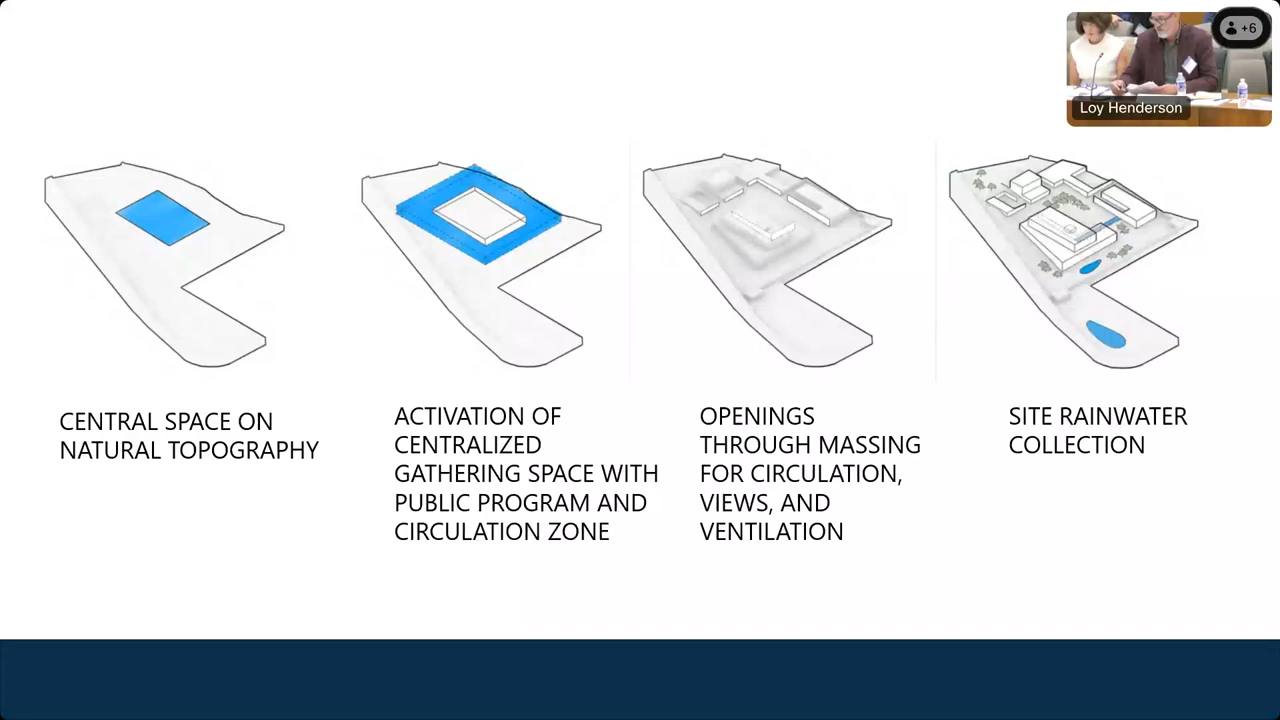 +6
Loy Henderson
CENTRAL SPACE ON
NATURAL TOPOGRAPHY
ACTIVATION OF
CENTRALIZED
GATHERING SPACE WITH
PUBLIC PROGRAM AND
CIRCULATION ZONE
OPENINGS
THROUGH MASSING
FOR CIRCULATION,
VIEWS, AND
VENTILATION
SITE RAINWATER
COLLECTION